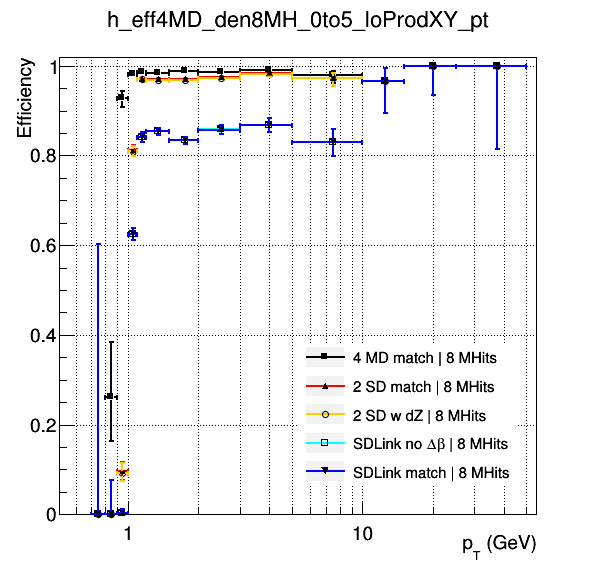 h_eff4MD_den8MH_0to5_loProdXY_pt
Efficiency
1
0.8
0.6
0.4
0.2
0
4 MD match | 8 MHits
2 SD match | 8 MHits
2 SD w dZ | 8 MHits
SDLink no Δβ | 8 MHits
SDLink match | 8 MHits
1
10
p_T (GeV)